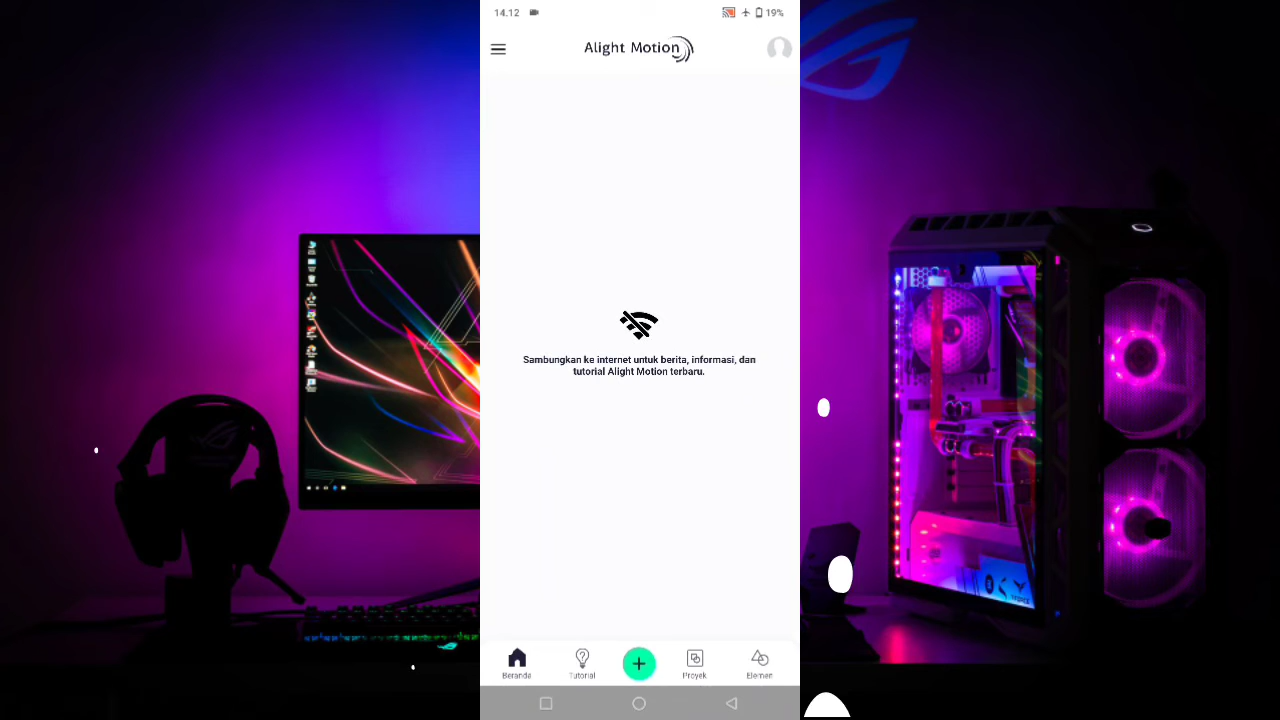 14.12
19%
Alight Motion
Sambungkan ke internet untuk berita, informasi, dan
tutorial Alight Motion terbaru.
Beranda
Tutorial
Proyek
Elemen